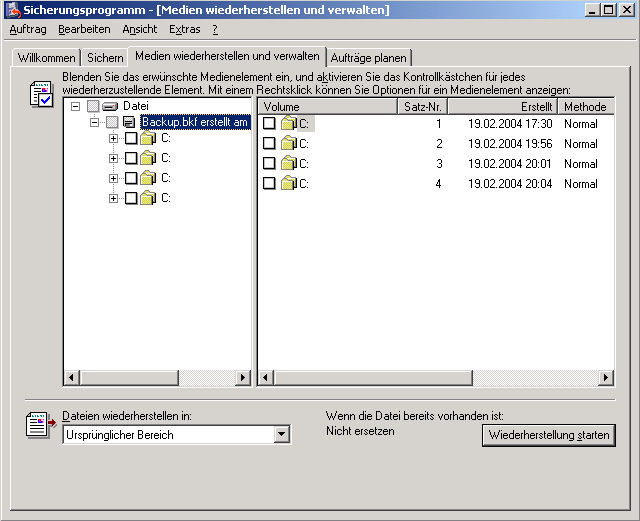 Sicherungsprogramm - [Medien wiederherstellen und verwalten]
Auftrag Bearbeiten Ansicht Extras ?
Willkommen Sichern Medien wiederherstellen und verwalten Aufträge planen
Blenden Sie das erwünschte Medienelement ein, und aktivieren Sie das Kontrollkästchen für jedes
wiederherzustellende Element. Mit einem Rechtsklick können Sie Optionen für ein Medienelement anzeigen:
Datei
Backup.bkf erstellt am
C:
C:
C:
C:
Volume Satz-Nr. Erstellt Methode
C: 1 19.02.2004 17:30 Normal
C: 2 19.02.2004 19:56 Normal
C: 3 19.02.2004 20:01 Normal
C: 4 19.02.2004 20:04 Normal
Dateien wiederherstellen in:
Ursprünglicher Bereich
Wenn die Datei bereits vorhanden ist:
Nicht ersetzen
Wiederherstellung starten